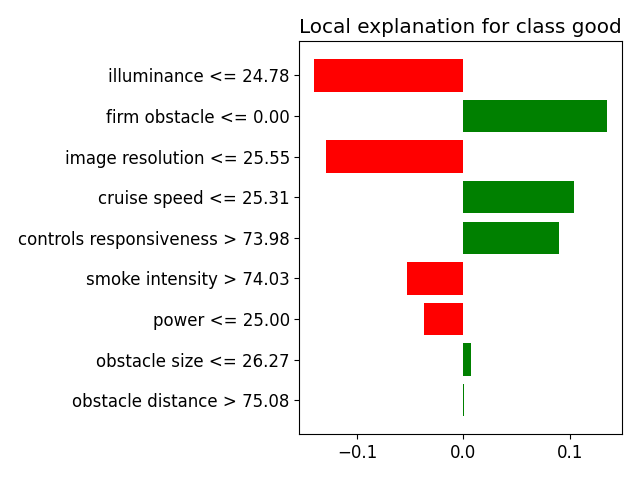 Local explanation for class good
illuminance <= 24.78
firm obstacle <= 0.00
image resolution <= 25.55
cruise speed <= 25.31
controls responsiveness > 73.98
smoke intensity > 74.03
power <= 25.00
obstacle size <= 26.27
obstacle distance > 75.08
−0.1 0.0 0.1